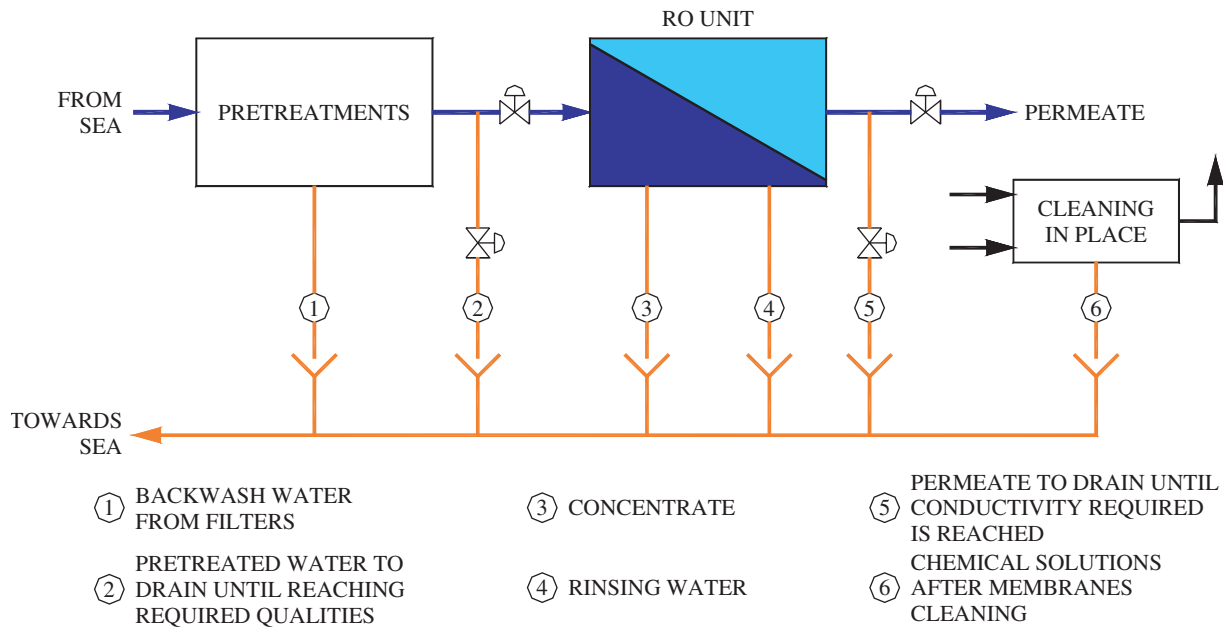 RO UNIT
FROM
SEA
PRETREATMENTS
PERMEATE
CLEANING
IN PLACE
1
2
3
4
5
6
TOWARDS
SEA
1 BACKWASH WATER
FROM FILTERS
2 PRETREATED WATER TO
DRAIN UNTIL REACHING
REQUIRED QUALITIES
3 CONCENTRATE
4 RINSING WATER
5 PERMEATE TO DRAIN UNTIL
CONDUCTIVITY REQUIRED
IS REACHED
6 CHEMICAL SOLUTIONS
AFTER MEMBRANES
CLEANING